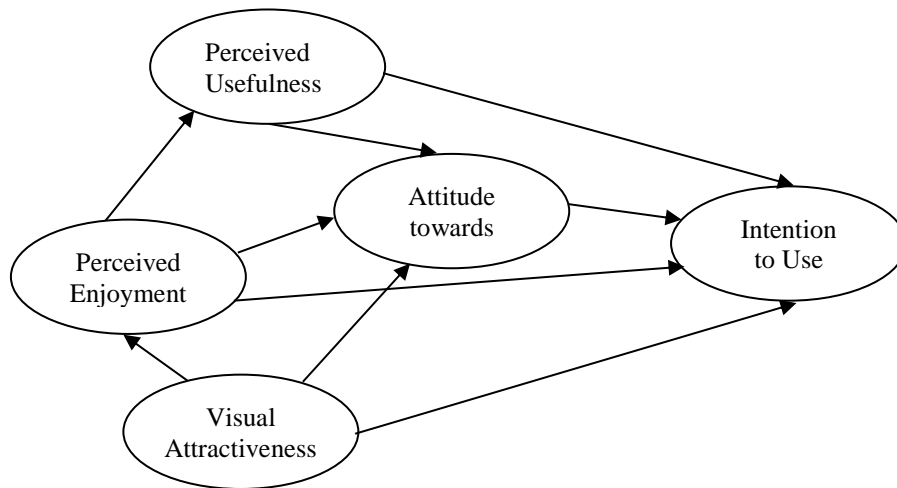 Perceived
Usefulness
Attitude
towards
Intention
to Use
Perceived
Enjoyment
Visual
Attractiveness